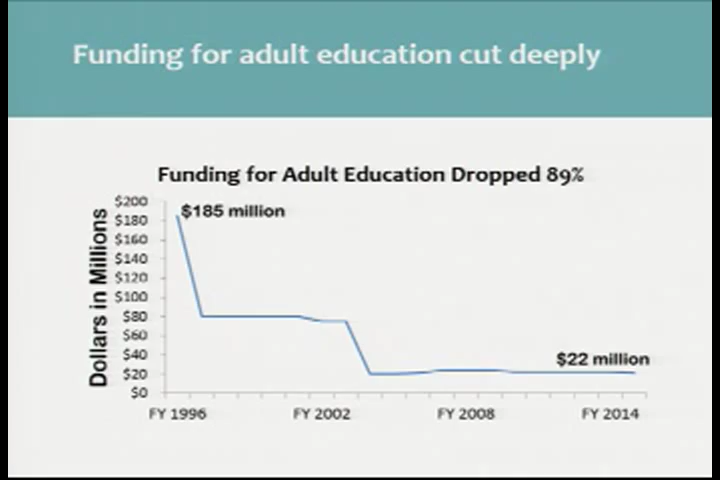 Funding for adult education cut deeply
Funding for Adult Education Dropped 89%
Dollars in Millions
$200
$180
$160
$140
$120
$100
$80
$60
$40
$20
$0
$185 million
$22 million
FY 1996
FY 2002
FY 2008
FY 2014